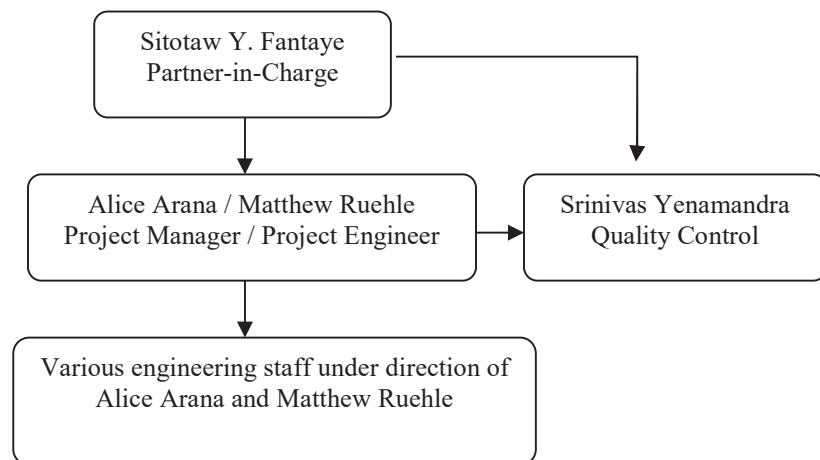 Sitotaw Y. Fantaye
Partner-in-Charge
Alice Arana / Matthew Ruehle
Project Manager / Project Engineer
Srinivas Yenamandra
Quality Control
Various engineering staff under direction of
Alice Arana and Matthew Ruehle